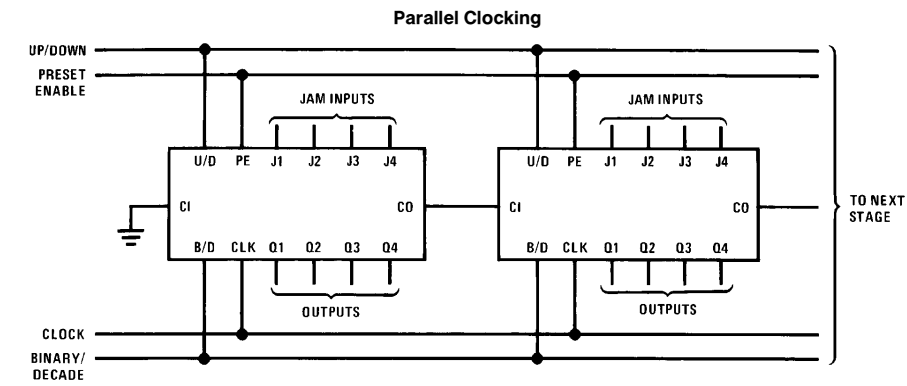 Parallel Clocking
UP/DOWN
PRESET
ENABLE
JAM INPUTS
JAM INPUTS
U/D PE J1 J2 J3 J4
U/D PE J1 J2 J3 J4
CI CO
CI CO
TO NEXT
STAGE
B/D CLK Q1 Q2 Q3 Q4
B/D CLK Q1 Q2 Q3 Q4
OUTPUTS
OUTPUTS
CLOCK
BINARY/
DECADE